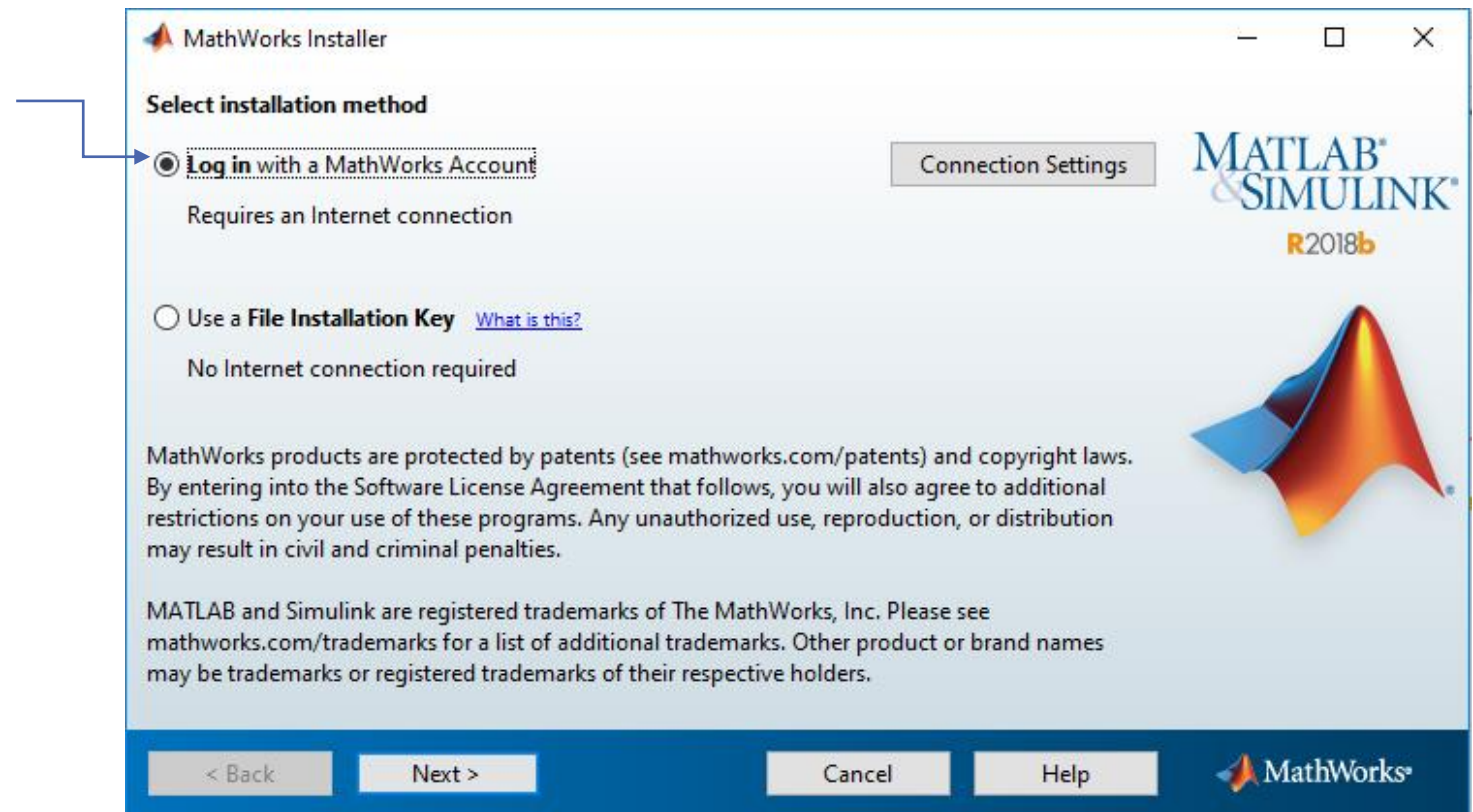 MathWorks Installer
Select installation method
Log in with a MathWorks Account
Connection Settings
Requires an Internet connection
MATLAB®
&SIMULINK®
R2018b
Use a File Installation Key What is this?
No Internet connection required
MathWorks products are protected by patents (see mathworks.com/patents) and copyright laws.
By entering into the Software License Agreement that follows, you will also agree to additional
restrictions on your use of these programs. Any unauthorized use, reproduction, or distribution
may result in civil and criminal penalties.
MATLAB and Simulink are registered trademarks of The MathWorks, Inc. Please see
mathworks.com/trademarks for a list of additional trademarks. Other product or brand names
may be trademarks or registered trademarks of their respective holders.
< Back Next > Cancel Help MathWorks®